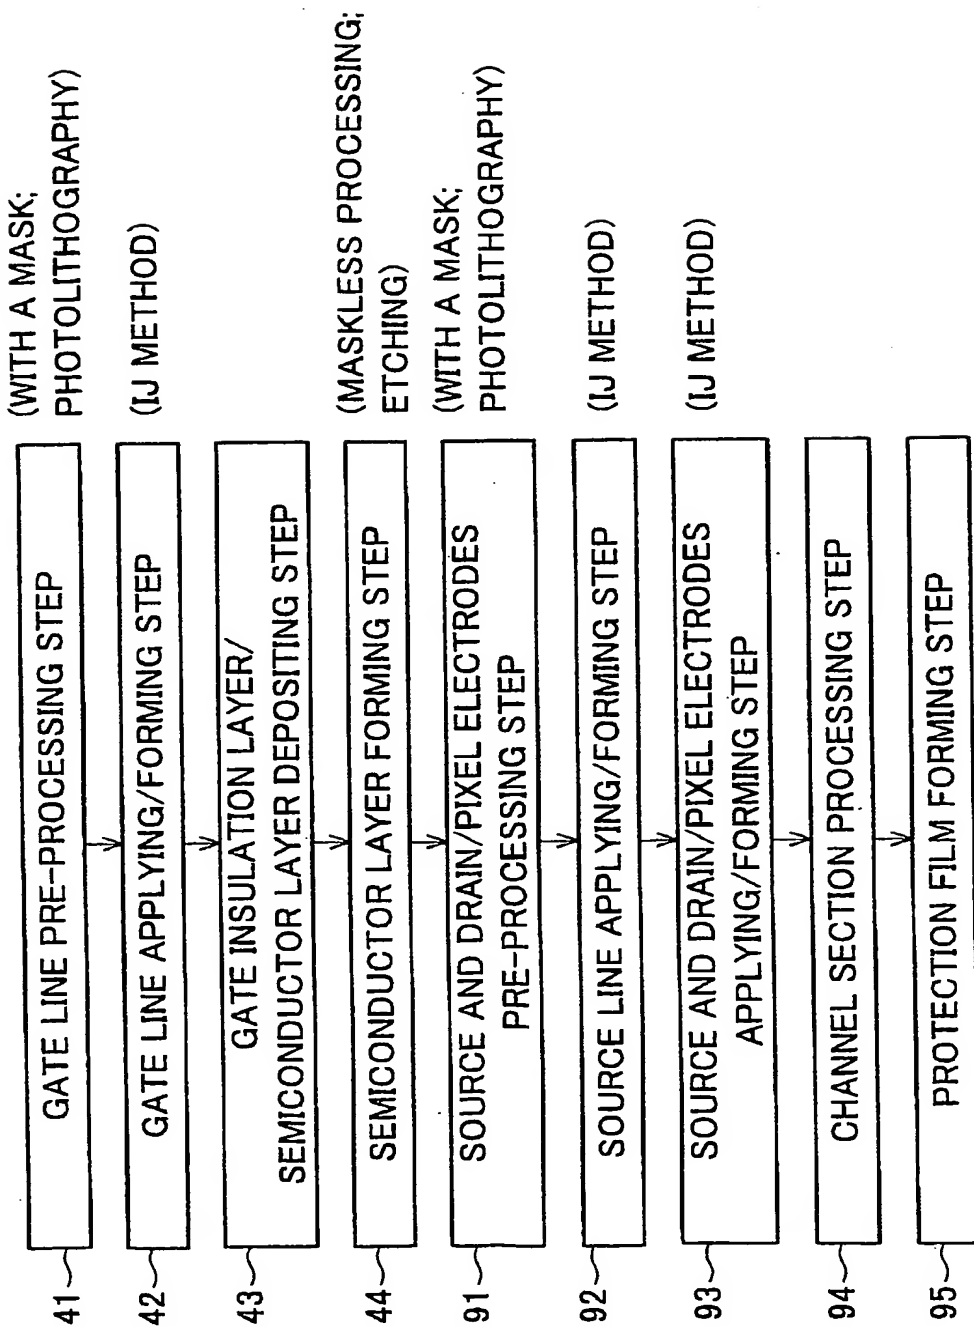 41
GATE LINE PRE-PROCESSING STEP
(WITH A MASK;
PHOTOLITHOGRAPHY)
42
GATE LINE APPLYING/FORMING STEP
(IJ METHOD)
43
GATE INSULATION LAYER/
SEMICONDUCTOR LAYER DEPOSITING STEP
44
SEMICONDUCTOR LAYER FORMING STEP
(MASKLESS PROCESSING;
ETCHING)
91
SOURCE AND DRAIN/PIXEL ELECTRODES
PRE-PROCESSING STEP
(WITH A MASK;
PHOTOLITHOGRAPHY)
92
SOURCE LINE APPLYING/FORMING STEP
(IJ METHOD)
93
SOURCE AND DRAIN/PIXEL ELECTRODES
APPLYING/FORMING STEP
(IJ METHOD)
94
CHANNEL SECTION PROCESSING STEP
95
PROTECTION FILM FORMING STEP